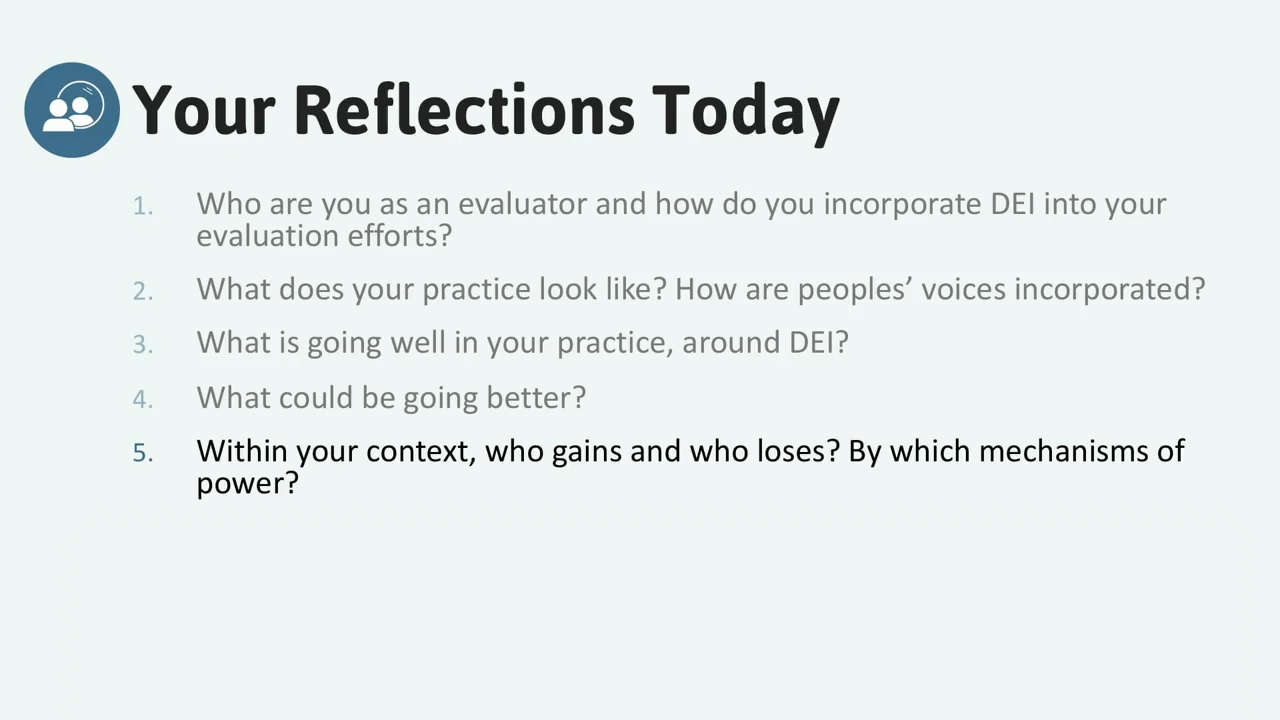 Your Reflections Today
1. Who are you as an evaluator and how do you incorporate DEI into your
evaluation efforts?
2. What does your practice look like? How are peoples’ voices incorporated?
3. What is going well in your practice, around DEI?
4. What could be going better?
5. Within your context, who gains and who loses? By which mechanisms of
power?